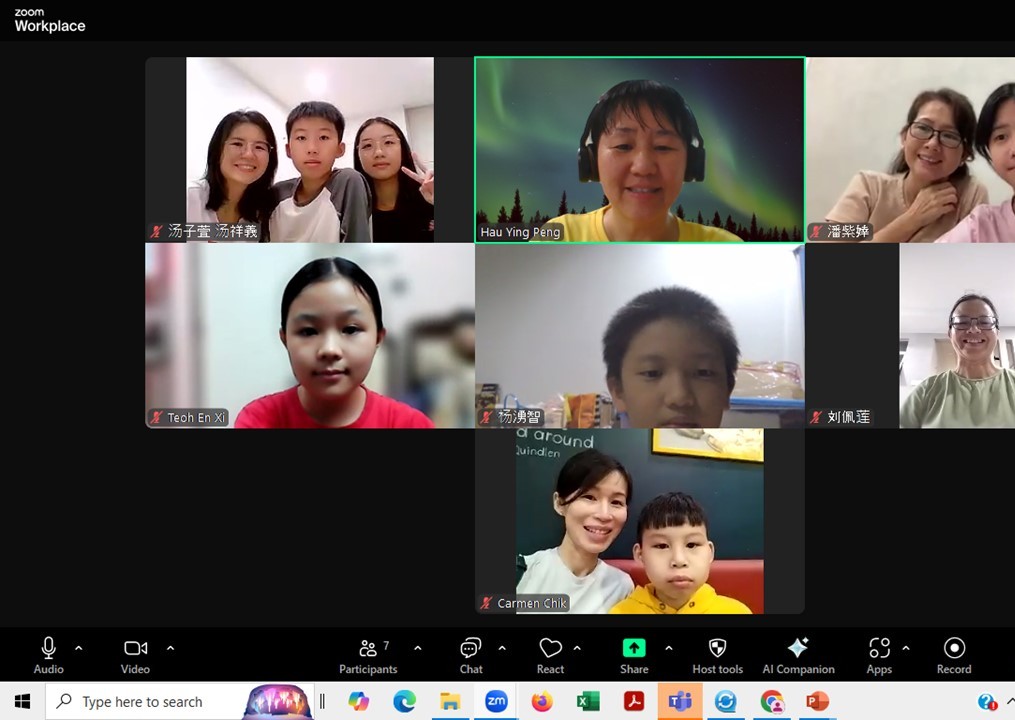 zoom
Workplace
汤子萱 汤祥義
Hau Ying Peng
潘紫婞
Teoh En Xi
杨湧智
刘佩莲
d around
Quindlen
Carmen Chik
Audio
Video
Participants
7
Chat
React
Share
Host tools
AI Companion
Apps
Record
Type here to search
zm